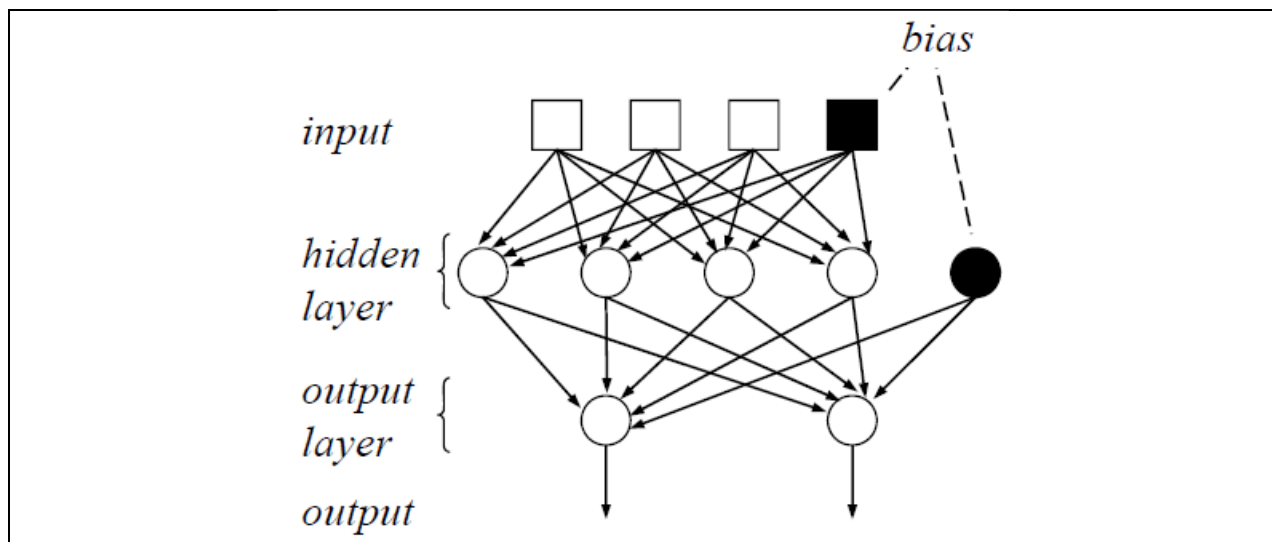 bias
input
hidden
layer
output
layer
output